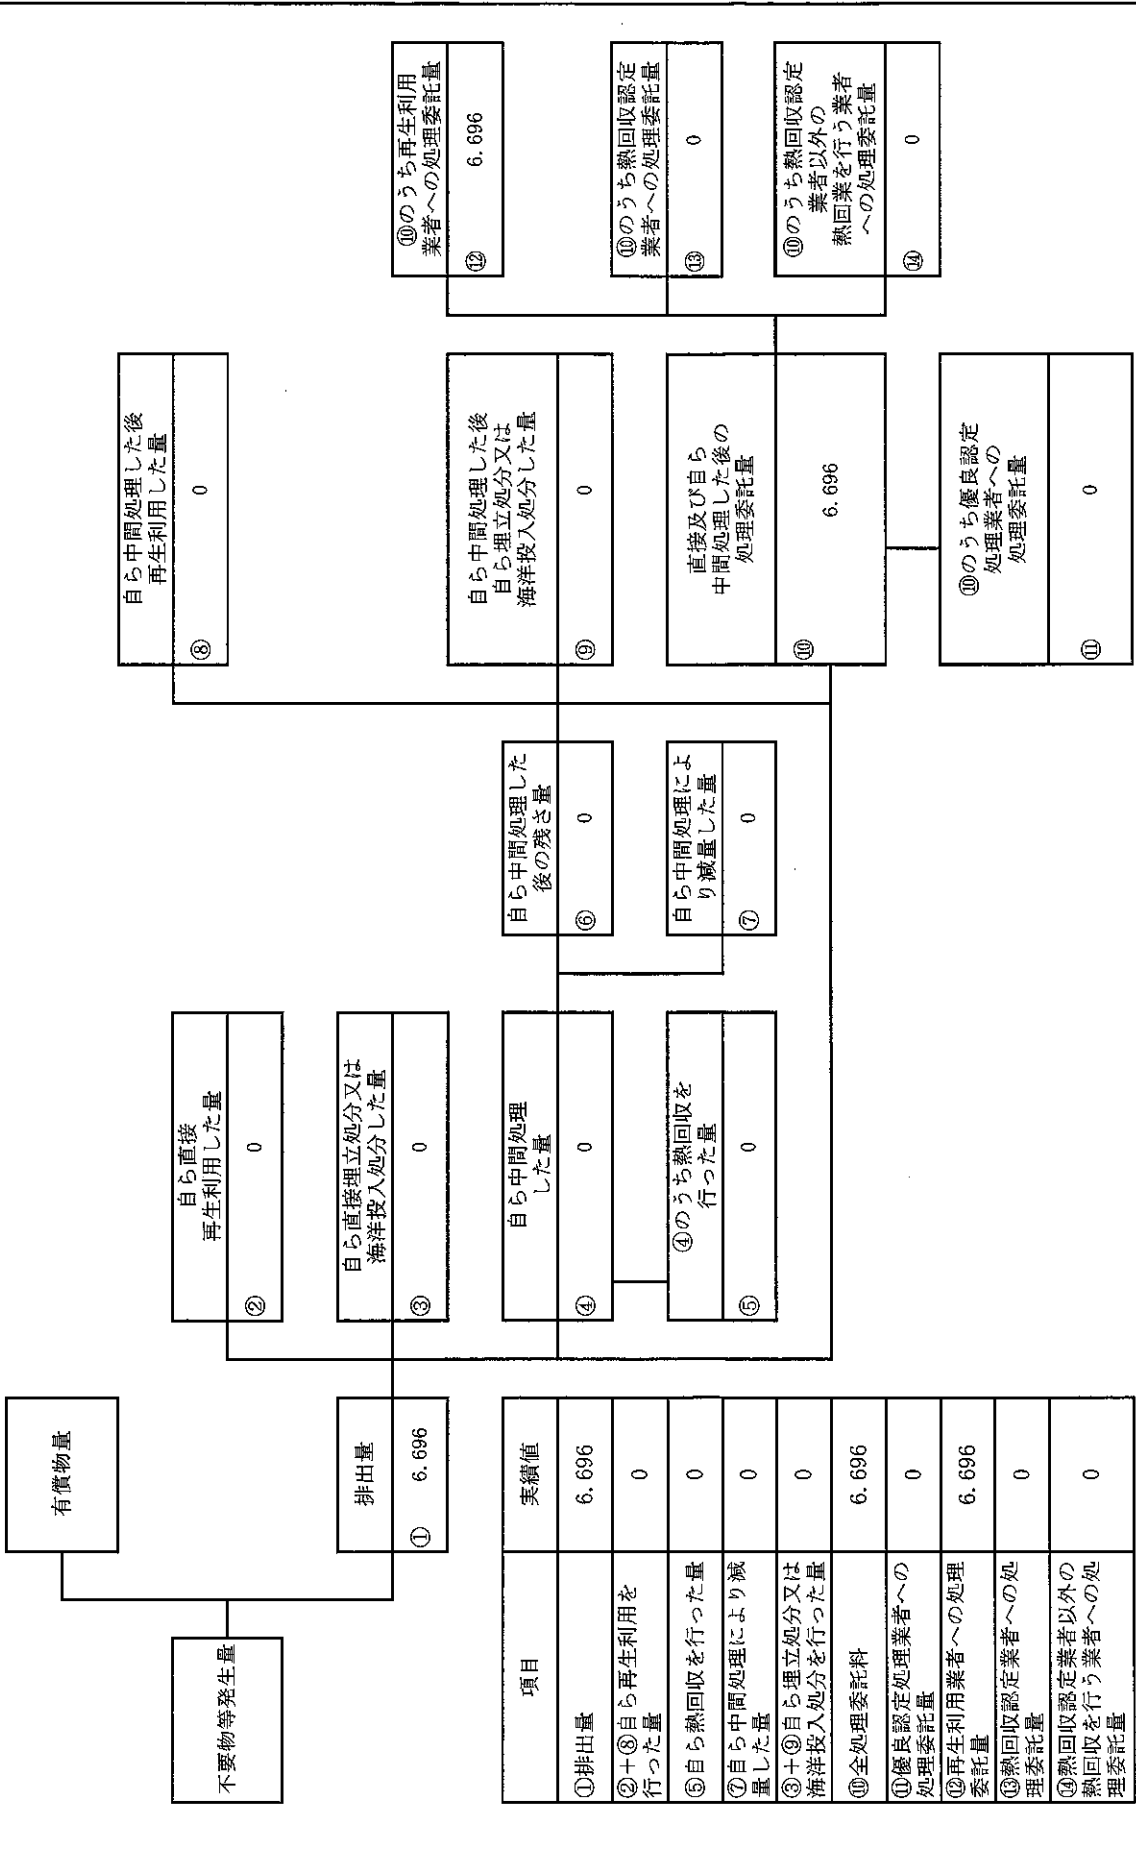 有償物量
不要物等発生量
排出量
① 6.696
自ら直接
再生利用した量
② 0
自ら直接埋立処分又は
海洋投入処分した量
③ 0
自ら中間処理
した量
④ 0
④のうち熱回収を
行った量
⑤ 0
自ら中間処理した
後の残さ量
⑥ 0
自ら中間処理によ
り減量した量
⑦ 0
自ら中間処理した後
再生利用した量
⑧ 0
自ら中間処理した後
自ら埋立処分又は
海洋投入処分した量
⑨ 0
直接及び自ら
中間処理した後の
処理委託量
⑩ 6.696
⑩のうち優良認定
処理業者への
処理委託量
⑪ 0
⑩のうち再生利用
業者への処理委託量
⑫ 6.696
⑩のうち熱回収認定
業者への処理委託量
⑬ 0
⑩のうち熱回収認定
業者以外の
熱回業を行う業者
への処理委託量
⑭ 0
項目 実績値
①排出量 6.696
②+⑧自ら再生利用を
行った量 0
⑤自ら熱回収を行った量 0
⑦自ら中間処理により減
量した量 0
③+⑨自ら埋立処分又は
海洋投入処分を行った量 0
⑩全処理委託料 6.696
⑪優良認定処理業者への
処理委託量 0
⑫再生利用業者への処理
委託量 6.696
⑬熱回収認定業者への処
理委託量 0
⑭熱回収認定業者以外の
熱回収を行う業者への処
理委託量 0